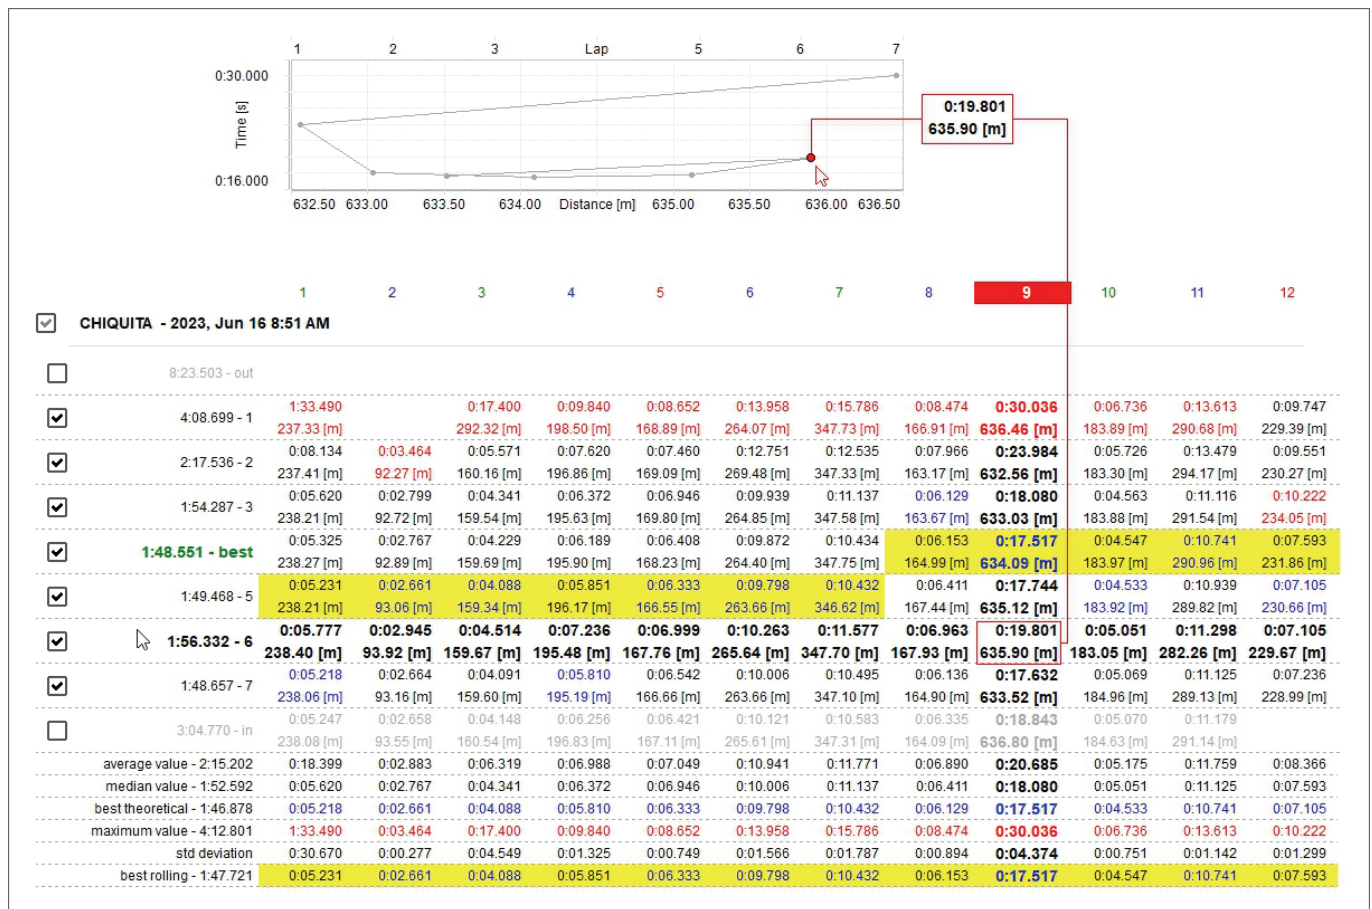 1 2 3 Lap 5 6 7
0:30.000
Time [s]
0:16.000
0:19.801
635.90 [m]
632.50 633.00 633.50 634.00 Distance [m] 635.00 635.50 636.00 636.50
1 2 3 4 5 6 7 8 9 10 11 12
CHIQUITA - 2023, Jun 16 8:51 AM
8:23.503 - out
4:08.699 - 1
1:33.490 0:17.400 0:09.840 0:08.652 0:13.958 0:15.786 0:08.474 0:30.036 0:06.736 0:13.613 0:09.747
237.33 [m] 292.32 [m] 198.50 [m] 168.89 [m] 264.07 [m] 347.73 [m] 166.91 [m] 636.46 [m] 183.89 [m] 290.68 [m] 229.39 [m]
2:17.536 - 2
0:08.134 0:03.464 0:05.571 0:07.620 0:07.460 0:12.751 0:12.535 0:07.966 0:23.984 0:05.726 0:13.479 0:09.551
237.41 [m] 92.27 [m] 160.16 [m] 196.86 [m] 169.09 [m] 269.48 [m] 347.33 [m] 163.17 [m] 632.56 [m] 183.30 [m] 294.17 [m] 230.27 [m]
1:54.287 - 3
0:05.620 0:02.799 0:04.341 0:06.372 0:06.946 0:09.939 0:11.137 0:06.129 0:18.080 0:04.563 0:11.116 0:10.222
238.21 [m] 92.72 [m] 159.54 [m] 195.63 [m] 169.80 [m] 264.85 [m] 347.58 [m] 163.67 [m] 633.03 [m] 183.88 [m] 291.54 [m] 234.05 [m]
1:48.551 - best
0:05.325 0:02.767 0:04.229 0:06.189 0:06.408 0:09.872 0:10.434 0:06.153 0:17.517 0:04.547 0:10.741 0:07.593
238.27 [m] 92.89 [m] 159.69 [m] 195.90 [m] 168.23 [m] 264.40 [m] 347.75 [m] 164.99 [m] 634.09 [m] 183.97 [m] 290.96 [m] 231.86 [m]
1:49.468 - 5
0:05.231 0:02.661 0:04.088 0:05.851 0:06.333 0:09.798 0:10.432 0:06.411 0:17.744 0:04.533 0:10.939 0:07.105
238.21 [m] 93.06 [m] 159.34 [m] 196.17 [m] 166.55 [m] 263.66 [m] 346.62 [m] 167.44 [m] 635.12 [m] 183.92 [m] 289.82 [m] 230.66 [m]
1:56.332 - 6
0:05.777 0:02.945 0:04.514 0:07.236 0:06.999 0:10.263 0:11.577 0:06.963 0:19.801 0:05.051 0:11.298 0:07.105
238.40 [m] 93.92 [m] 159.67 [m] 195.48 [m] 167.76 [m] 265.64 [m] 347.70 [m] 167.93 [m] 635.90 [m] 183.05 [m] 282.26 [m] 229.67 [m]
1:48.657 - 7
0:05.218 0:02.664 0:04.091 0:05.810 0:06.542 0:10.006 0:10.495 0:06.136 0:17.632 0:05.069 0:11.125 0:07.236
238.06 [m] 93.16 [m] 159.60 [m] 195.19 [m] 166.66 [m] 263.66 [m] 347.10 [m] 164.90 [m] 633.52 [m] 184.96 [m] 289.13 [m] 228.99 [m]
3:04.770 - in
0:05.247 0:02.658 0:04.148 0:06.256 0:06.421 0:10.121 0:10.583 0:06.335 0:18.843 0:05.070 0:11.179
238.08 [m] 93.55 [m] 160.54 [m] 196.83 [m] 167.11 [m] 265.61 [m] 347.31 [m] 164.09 [m] 636.80 [m] 184.63 [m] 291.14 [m]
average value - 2:15.202 0:18.399 0:02.883 0:06.319 0:06.988 0:07.049 0:10.941 0:11.771 0:06.890 0:20.685 0:05.175 0:11.759 0:08.366
median value - 1:52.592 0:05.620 0:02.767 0:04.341 0:06.372 0:06.946 0:10.006 0:11.137 0:06.411 0:18.080 0:05.051 0:11.125 0:07.593
best theoretical - 1:46.878 0:05.218 0:02.661 0:04.088 0:05.810 0:06.333 0:09.798 0:10.432 0:06.129 0:17.517 0:04.533 0:10.741 0:07.105
maximum value - 4:12.801 1:33.490 0:03.464 0:17.400 0:09.840 0:08.652 0:13.958 0:15.786 0:08.474 0:30.036 0:06.736 0:13.613 0:10.222
std deviation 0:30.670 0:00.277 0:04.549 0:01.325 0:00.749 0:01.566 0:01.787 0:00.894 0:04.374 0:00.751 0:01.142 0:01.299
best rolling - 1:47.721 0:05.231 0:02.661 0:04.088 0:05.851 0:06.333 0:09.798 0:10.432 0:06.153 0:17.517 0:04.547 0:10.741 0:07.593